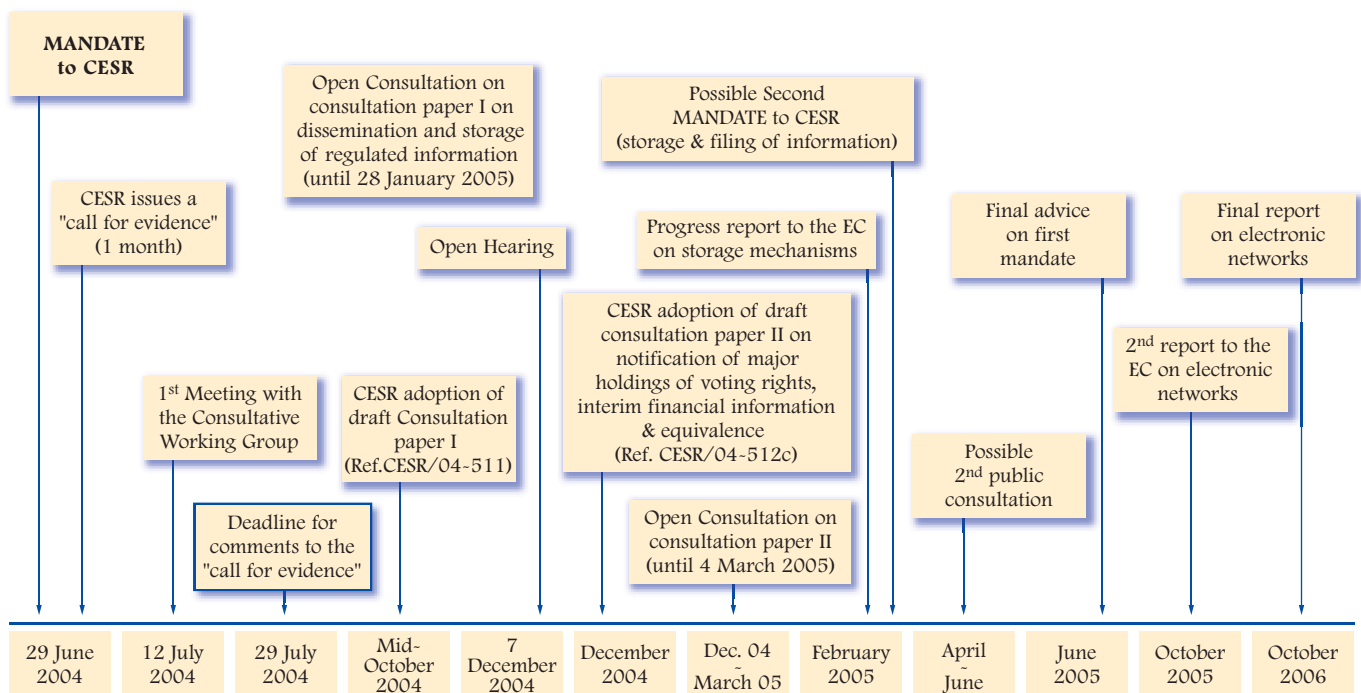 MANDATE
to CESR
Open Consultation on
consultation paper I on
dissemination and storage
of regulated information
(until 28 January 2005)
Possible Second
MANDATE to CESR
(storage & filing of information)
CESR issues a
"call for evidence"
(1 month)
Open Hearing
Progress report to the EC
on storage mechanisms
Final advice
on first
mandate
Final report
on electronic
networks
1st Meeting with
the Consultative
Working Group
CESR adoption of
draft Consultation
paper I
(Ref.CESR/04-511)
CESR adoption of draft
consultation paper II on
notification of major
holdings of voting rights,
interim financial information
& equivalence
(Ref. CESR/04-512c)
2nd report to the
EC on electronic
networks
Possible
2nd public
consultation
Deadline for
comments to the
"call for evidence"
Open Consultation on
consultation paper II
(until 4 March 2005)
29 June
2004
12 July
2004
29 July
2004
Mid-
October
2004
7
December
2004
December
2004
Dec. 04
-
March 05
February
2005
April
-
June
June
2005
October
2005
October
2006